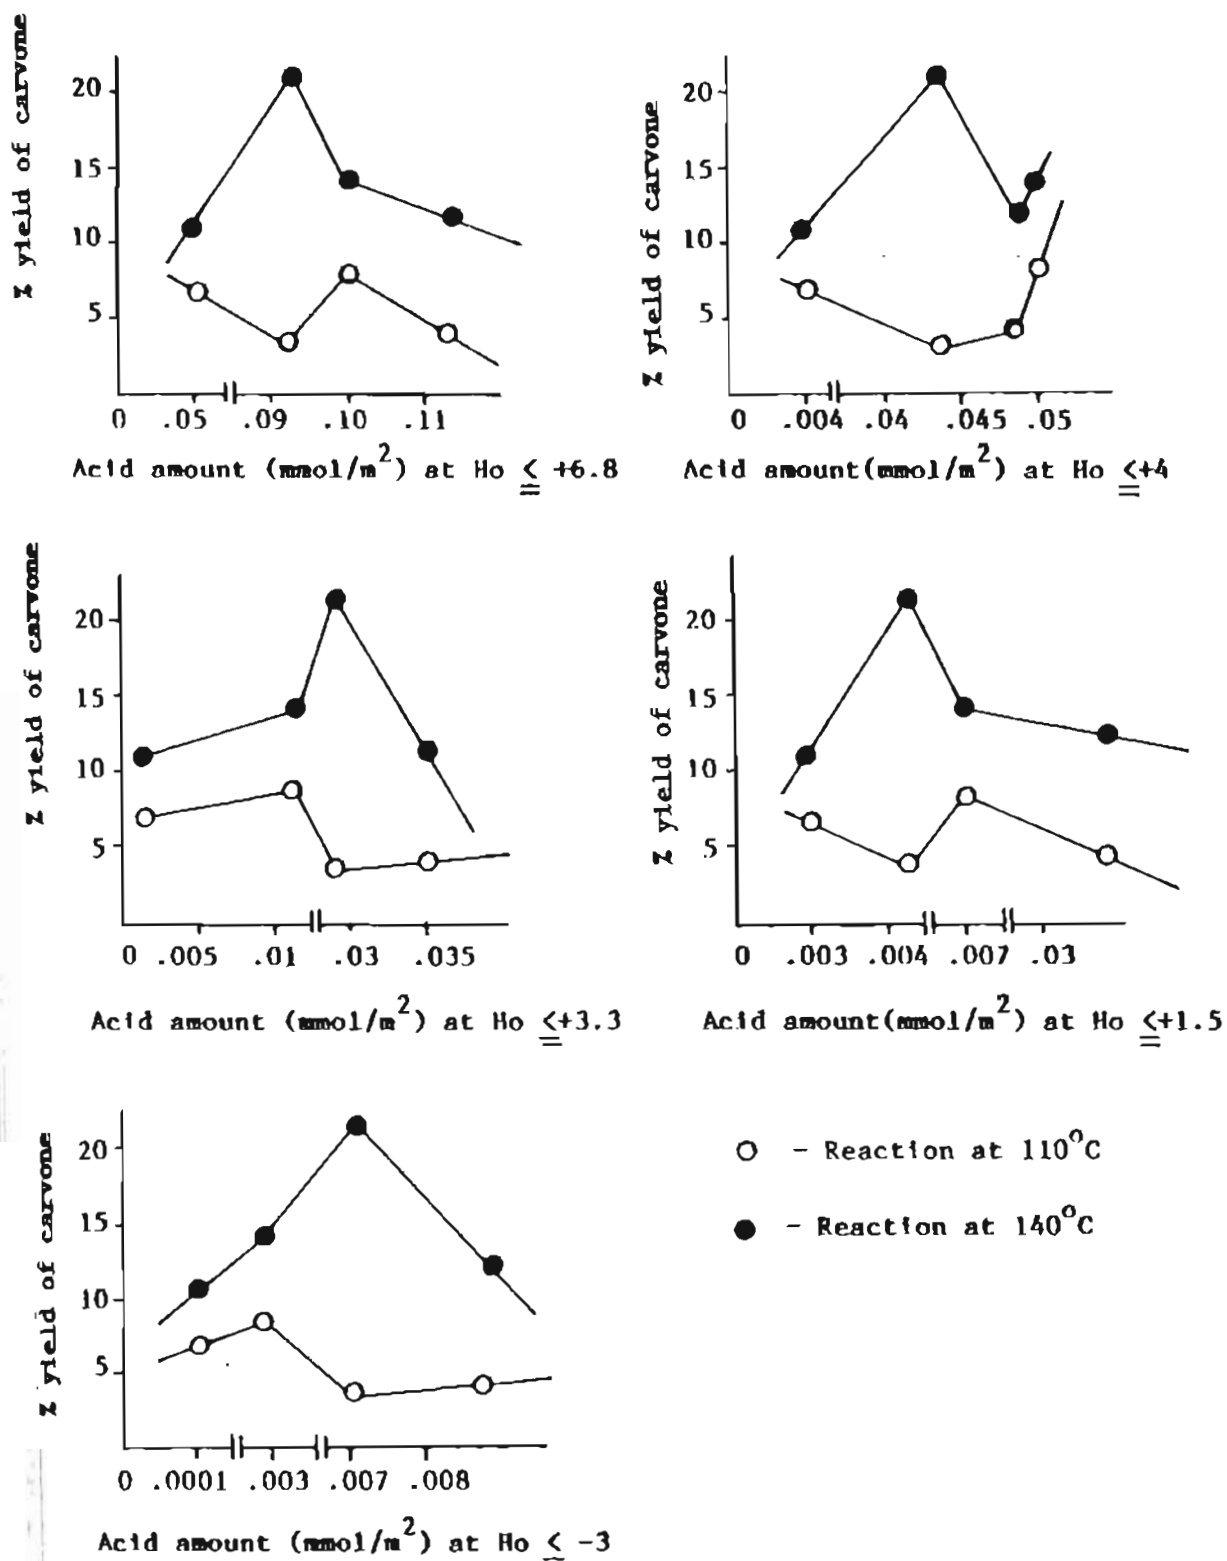 % yield of carvone
20
15
10
5
0 .05 .09 .10 .11
Acid amount (mmol/m²) at Ho ≦ +6.8
% yield of carvone
20
15
10
5
0 .004 .04 .045 .05
Acid amount(mmol/m²) at Ho ≦+4
% yield of carvone
20
15
10
5
0 .005 .01 .03 .035
Acid amount (mmol/m²) at Ho ≦+3.3
% yield of carvone
20
15
10
5
0 .003 .004 .007 .03
Acid amount(mmol/m²) at Ho ≦+1.5
% yield of carvone
20
15
10
5
0 .0001 .003 .007 .008
Acid amount (mmol/m²) at Ho ≦ -3
○ - Reaction at 110°C
● - Reaction at 140°C